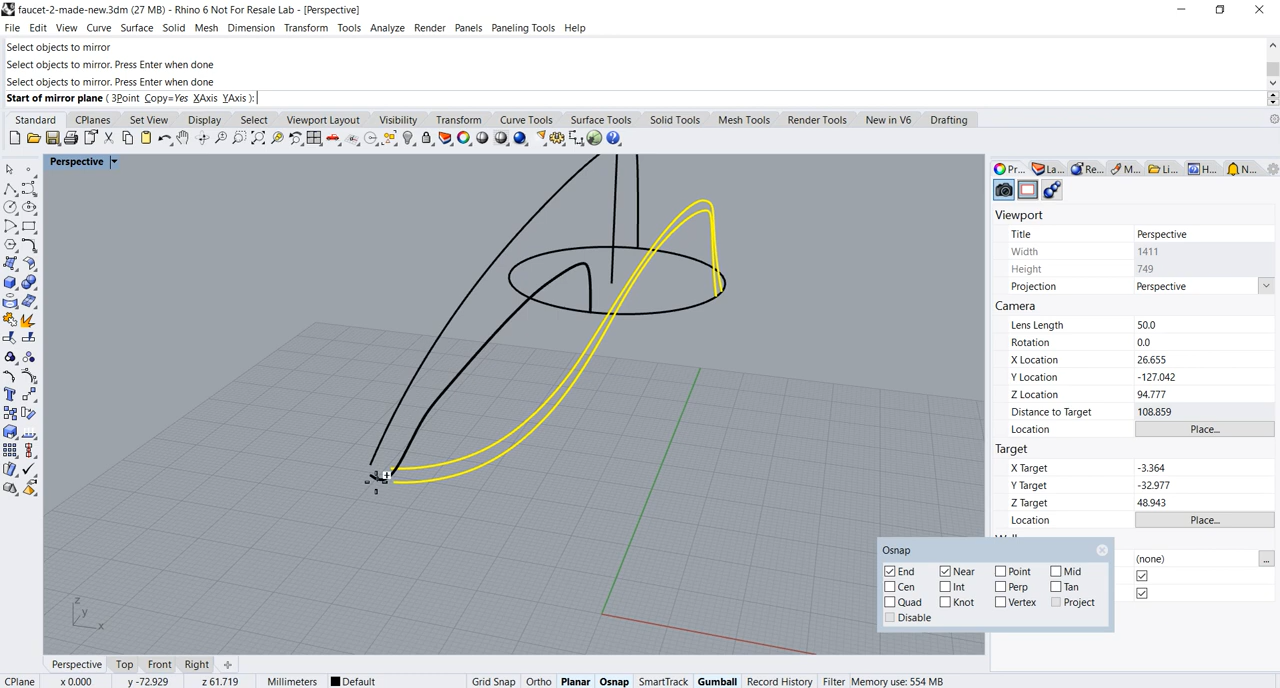 faucet-2-made-new.3dm (27 MB) - Rhino 6 Not For Resale Lab - [Perspective]
File Edit View Curve Surface Solid Mesh Dimension Transform Tools Analyze Render Panels Paneling Tools Help
Select objects to mirror
Select objects to mirror. Press Enter when done
Select objects to mirror. Press Enter when done
Start of mirror plane ( 3Point Copy=Yes XAxis YAxis ):
Standard CPlanes Set View Display Select Viewport Layout Visibility Transform Curve Tools Surface Tools Solid Tools Mesh Tools Render Tools New in V6 Drafting
Perspective
Pr... La... Re... M... Li... H... N...
Viewport
Title Perspective
Width 1411
Height 749
Projection Perspective
Camera
Lens Length 50.0
Rotation 0.0
X Location 26.655
Y Location -127.042
Z Location 94.777
Distance to Target 108.859
Location Place...
Target
X Target -3.364
Y Target -32.977
Z Target 48.943
Location Place...
(none) ...
Osnap
End Near Point Mid
Cen Int Perp Tan
Quad Knot Vertex Project
Disable
z
y
x
Perspective Top Front Right
CPlane x 0.000 y -72.929 z 61.719 Millimeters Default Grid Snap Ortho Planar Osnap SmartTrack Gumball Record History Filter Memory use: 554 MB